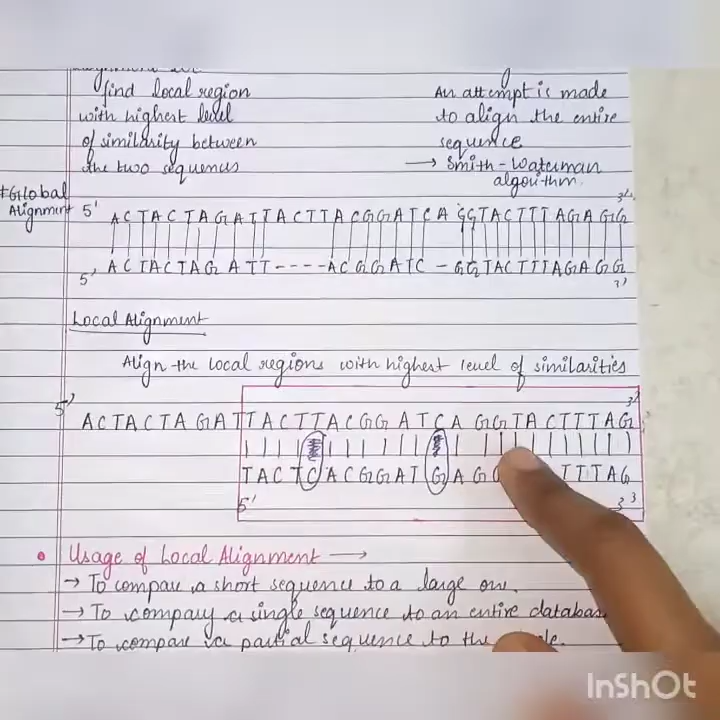 find local region
with highest level
of similarity between
the two sequences
An attempt is made
to align the entire
sequence
→ Smith-Waterman
algorithm.
*Global
Alignment
5' ACTACTAGATTACTTACGGATCA GGTACTTTAGAGG 3'
5' ACTACTAGATT----ACGGATC-GGTACTTTAGAGG 3'
Local Alignment
Align the local regions with highest level of similarities
5' ACTACTAGATTACTTACGGATCAGGTACTTTAG 3'
TACTCACGGATGAG TTTAG
5' 3'
• Usage of Local Alignment →
→ To compare a short sequence to a large one.
→ To compary a single sequence to an entire
→ To compare a partial sequence to the
InShOt